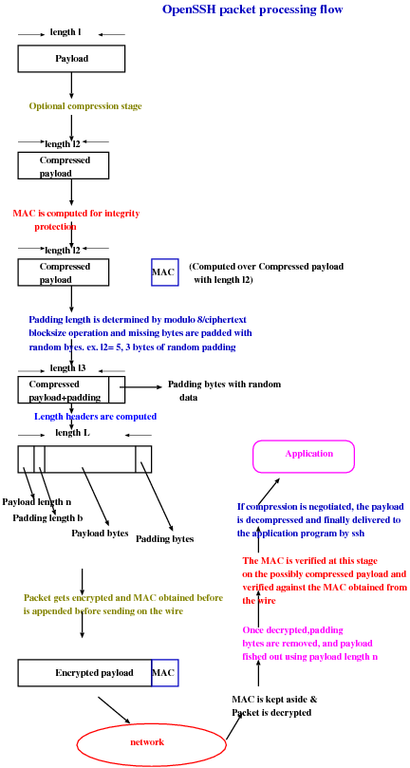 OpenSSH packet processing flow
length l
Payload
Optional compression stage
length l2
Compressed
payload
MAC is computed for integrity
protection
length l2
Compressed
payload
MAC
(Computed over Compressed payload
with length l2)
Padding length is determined by modulo 8/ciphertext
blocksize operation and missing bytes are padded with
random bytes. ex. l2= 5, 3 bytes of random padding
length l3
Compressed
payload+padding
Padding bytes with random
data
Length headers are computed
length L
Payload length n
Padding length b
Payload bytes
Padding bytes
Packet gets encrypted and MAC obtained before
is appended before sending on the wire
Encrypted payload
MAC
network
MAC is kept aside &
Packet is decrypted
Once decrypted,padding
bytes are removed, and payload
fished out using payload length n
The MAC is verified at this stage
on the possibly compressed payload and
verified against the MAC obtained from
the wire
If compression is negotiated, the payload
is decompressed and finally delivered to
the application program by ssh
Application